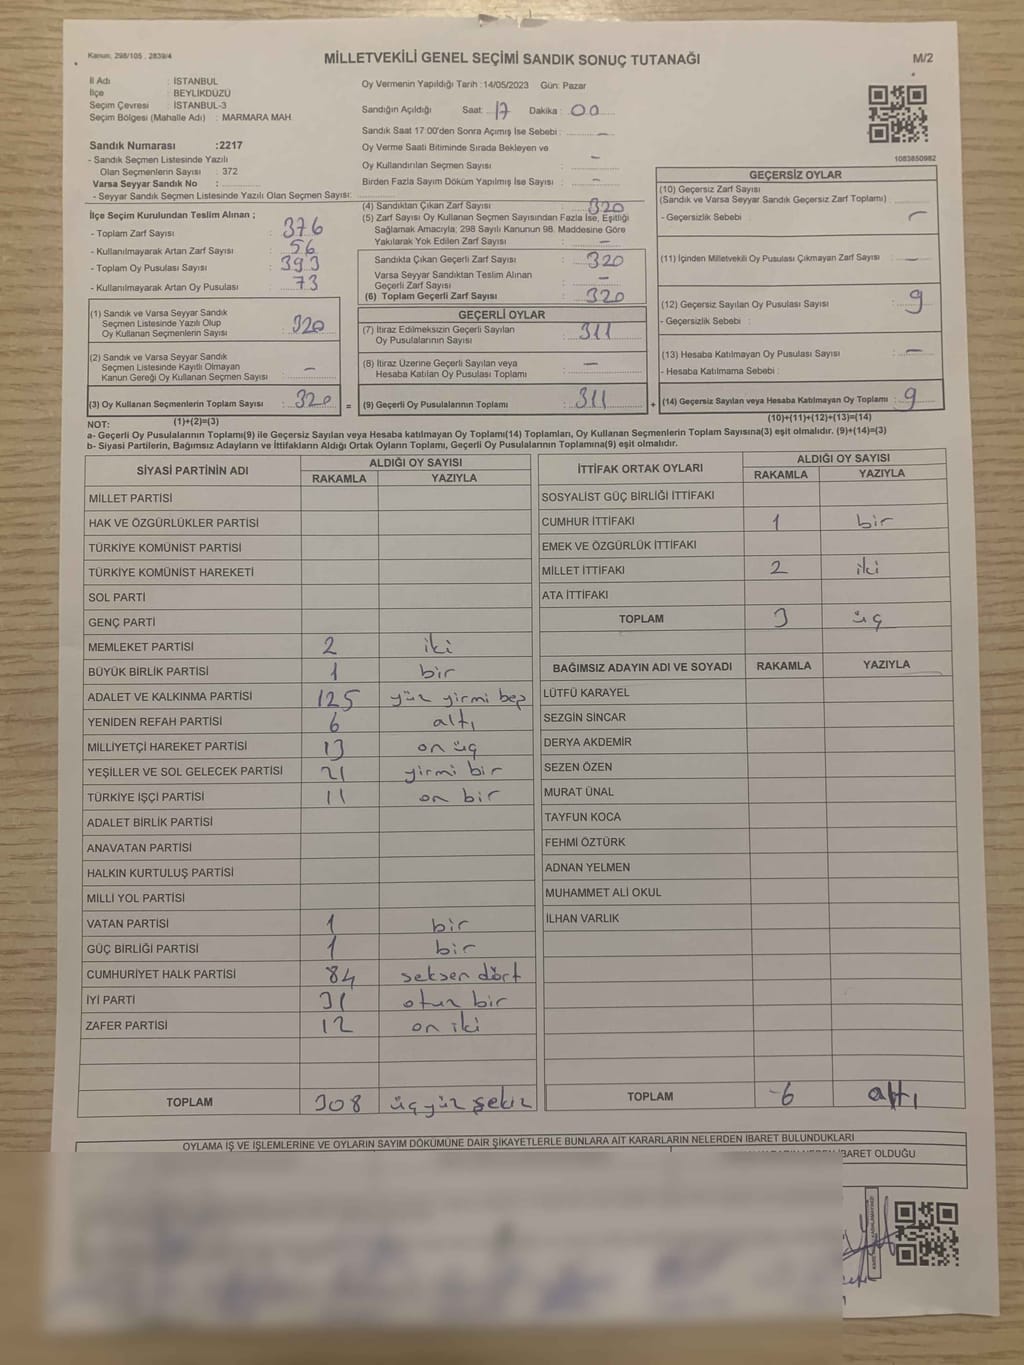 Kanun: 298/105 , 2839/4
MİLLETVEKİLİ GENEL SEÇİMİ SANDIK SONUÇ TUTANAĞI
M/2
İl Adı : İSTANBUL
İlçe : BEYLİKDÜZÜ
Seçim Çevresi : İSTANBUL-3
Seçim Bölgesi (Mahalle Adı) : MARMARA MAH.
Sandık Numarası :2217
- Sandık Seçmen Listesinde Yazılı
Olan Seçmenlerin Sayısı : 372
Varsa Seyyar Sandık No :
- Seyyar Sandık Seçmen Listesinde Yazılı Olan Seçmen Sayısı:
Oy Vermenin Yapıldığı Tarih :14/05/2023 Gün: Pazar
Sandığın Açıldığı Saat: 17 Dakika : 00
Sandık Saat 17:00'den Sonra Açımış İse Sebebi : —
Oy Verme Saati Bitiminde Sırada Bekleyen ve
Oy Kullandırılan Seçmen Sayısı : —
Birden Fazla Sayım Döküm Yapılmış İse Sayısı : —
1083850982
İlçe Seçim Kurulundan Teslim Alınan ;
- Toplam Zarf Sayısı : 376
- Kullanılmayarak Artan Zarf Sayısı : 56
- Toplam Oy Pusulası Sayısı : 393
- Kullanılmayarak Artan Oy Pusulası : 73
(1) Sandık ve Varsa Seyyar Sandık
Seçmen Listesinde Yazılı Olup
Oy Kullanan Seçmenlerin Sayısı : 320
(2) Sandık ve Varsa Seyyar Sandık
Seçmen Listesinde Kayıtlı Olmayan
Kanun Gereği Oy Kullanan Seçmen Sayısı : —
(3) Oy Kullanan Seçmenlerin Toplam Sayısı : 320
(4) Sandıktan Çıkan Zarf Sayısı : 320
(5) Zarf Sayısı Oy Kullanan Seçmen Sayısından Fazla İse, Eşitliği
Sağlamak Amacıyla; 298 Sayılı Kanunun 98. Maddesine Göre
Yakılarak Yok Edilen Zarf Sayısı : —
Sandıkta Çıkan Geçerli Zarf Sayısı : 320
Varsa Seyyar Sandıktan Teslim Alınan
Geçerli Zarf Sayısı : —
(6) Toplam Geçerli Zarf Sayısı : 320
GEÇERLİ OYLAR
(7) İtiraz Edilmeksizin Geçerli Sayılan
Oy Pusulalarının Sayısı : 311
(8) İtiraz Üzerine Geçerli Sayılan veya
Hesaba Katılan Oy Pusulası Toplamı : —
= (9) Geçerli Oy Pusulalarının Toplamı : 311
GEÇERSİZ OYLAR
(10) Geçersiz Zarf Sayısı
(Sandık ve Varsa Seyyar Sandık Geçersiz Zarf Toplamı) :
- Geçersizlik Sebebi : —
(11) İçinden Milletvekili Oy Pusulası Çıkmayan Zarf Sayısı : —
(12) Geçersiz Sayılan Oy Pusulası Sayısı : 9
- Geçersizlik Sebebi :
(13) Hesaba Katılmayan Oy Pusulası Sayısı : —
- Hesaba Katılmama Sebebi :
+ (14) Geçersiz Sayılan veya Hesaba Katılmayan Oy Toplamı : 9
NOT: (1)+(2)=(3)
(10)+(11)+(12)+(13)=(14)
a- Geçerli Oy Pusulalarının Toplamı(9) ile Geçersiz Sayılan veya Hesaba katılmayan Oy Toplamı(14) Toplamları, Oy Kullanan Seçmenlerin Toplam Sayısına(3) eşit olmalıdır. (9)+(14)=(3)
b- Siyasi Partilerin, Bağımsız Adayların ve İttifakların Aldığı Ortak Oyların Toplamı, Geçerli Oy Pusulalarının Toplamına(9) eşit olmalıdır.
SİYASİ PARTİNİN ADI
ALDIĞI OY SAYISI
RAKAMLA YAZIYLA
MİLLET PARTİSİ
HAK VE ÖZGÜRLÜKLER PARTİSİ
TÜRKİYE KOMÜNİST PARTİSİ
TÜRKİYE KOMÜNİST HAREKETİ
SOL PARTİ
GENÇ PARTİ
MEMLEKET PARTİSİ 2 iki
BÜYÜK BİRLİK PARTİSİ 1 bir
ADALET VE KALKINMA PARTİSİ 125 yüz yirmi beş
YENİDEN REFAH PARTİSİ 6 altı
MİLLİYETÇİ HAREKET PARTİSİ 13 on üç
YEŞİLLER VE SOL GELECEK PARTİSİ 21 yirmi bir
TÜRKİYE İŞÇİ PARTİSİ 11 on bir
ADALET BİRLİK PARTİSİ
ANAVATAN PARTİSİ
HALKIN KURTULUŞ PARTİSİ
MİLLİ YOL PARTİSİ
VATAN PARTİSİ 1 bir
GÜÇ BİRLİĞİ PARTİSİ 1 bir
CUMHURİYET HALK PARTİSİ 84 seksen dört
İYİ PARTİ 31 otuz bir
ZAFER PARTİSİ 12 on iki
TOPLAM 308 üçyüz şekiz
İTTİFAK ORTAK OYLARI
ALDIĞI OY SAYISI
RAKAMLA YAZIYLA
SOSYALİST GÜÇ BİRLİĞİ İTTİFAKI
CUMHUR İTTİFAKI 1 bir
EMEK VE ÖZGÜRLÜK İTTİFAKI
MİLLET İTTİFAKI 2 iki
ATA İTTİFAKI
TOPLAM 3 üç
BAĞIMSIZ ADAYIN ADI VE SOYADI RAKAMLA YAZIYLA
LÜTFÜ KARAYEL
SEZGİN SİNCAR
DERYA AKDEMİR
SEZEN ÖZEN
MURAT ÜNAL
TAYFUN KOCA
FEHMİ ÖZTÜRK
ADNAN YELMEN
MUHAMMET ALİ OKUL
İLHAN VARLIK
TOPLAM 6 altı
OYLAMA İŞ VE İŞLEMLERİNE VE OYLARIN SAYIM DÖKÜMÜNE DAİR ŞİKAYETLERLE BUNLARA AİT KARARLARIN NELERDEN İBARET BULUNDUKLARI
İBARET OLDUĞU